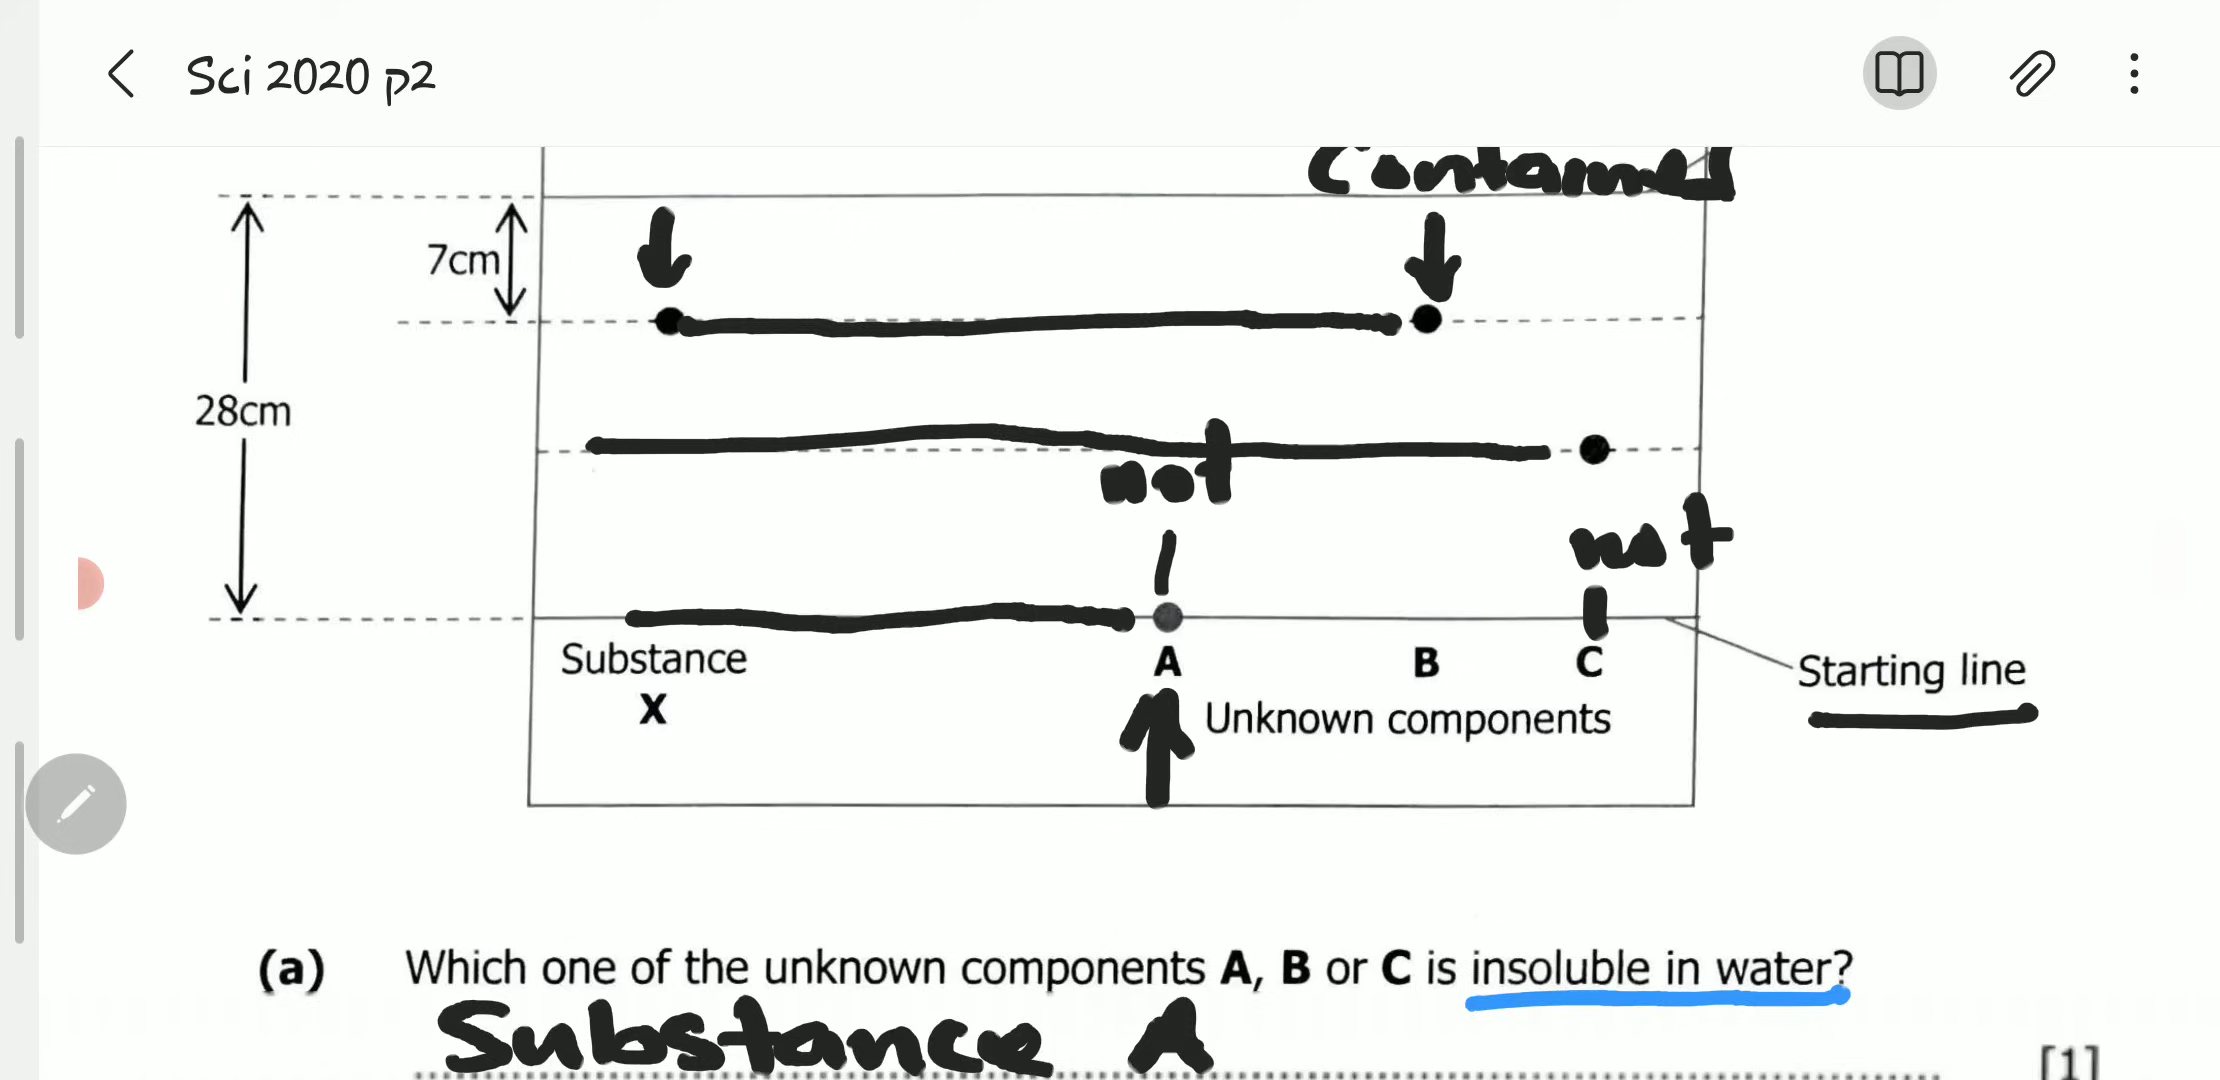 Sci 2020 p2
Contained
7cm
28cm
not
not
Substance
X
A
B
C
Unknown components
Starting line
(a) Which one of the unknown components A, B or C is insoluble in water?
Substance A
[1]